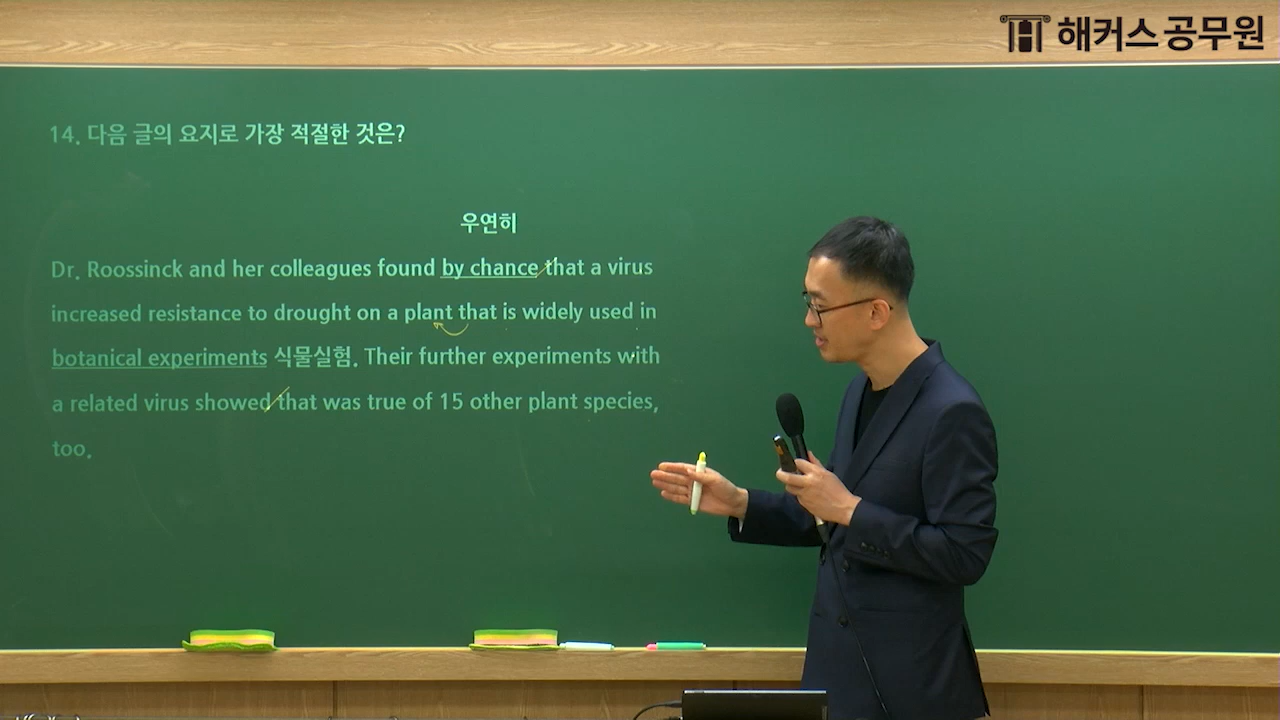 해커스공무원
14. 다음 글의 요지로 가장 적절한 것은?
우연히
Dr. Roossinck and her colleagues found by chance that a virus
increased resistance to drought on a plant that is widely used in
botanical experiments 식물실험. Their further experiments with
a related virus showed that was true of 15 other plant species,
too.